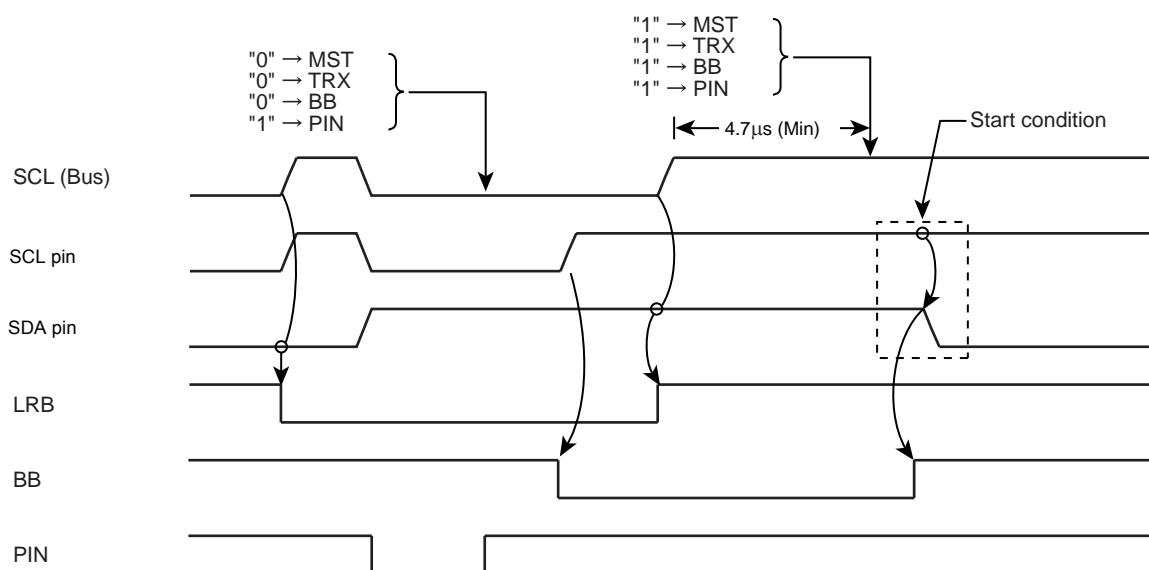 "0" → MST
"0" → TRX
"0" → BB
"1" → PIN
"1" → MST
"1" → TRX
"1" → BB
"1" → PIN
4.7μs (Min)
Start condition
SCL (Bus)
SCL pin
SDA pin
LRB
BB
PIN